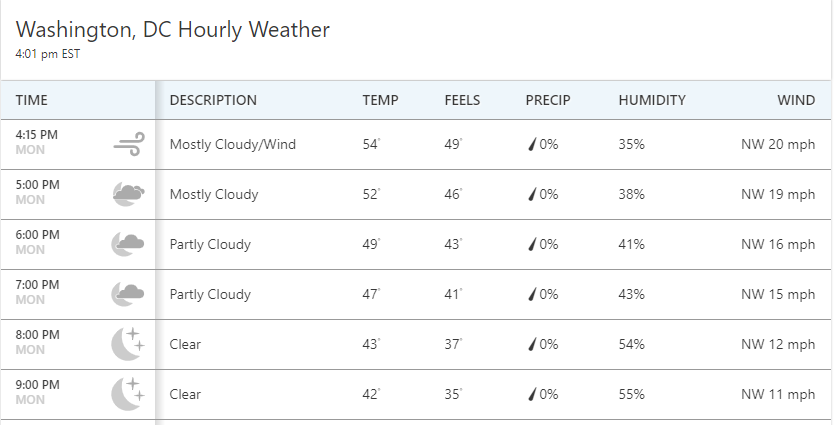 Washington, DC Hourly Weather
4:01 pm EST
TIME DESCRIPTION TEMP FEELS PRECIP HUMIDITY WIND
4:15 PM
MON
Mostly Cloudy/Wind 54° 49° 0% 35% NW 20 mph
5:00 PM
MON
Mostly Cloudy 52° 46° 0% 38% NW 19 mph
6:00 PM
MON
Partly Cloudy 49° 43° 0% 41% NW 16 mph
7:00 PM
MON
Partly Cloudy 47° 41° 0% 43% NW 15 mph
8:00 PM
MON
Clear 43° 37° 0% 54% NW 12 mph
9:00 PM
MON
Clear 42° 35° 0% 55% NW 11 mph